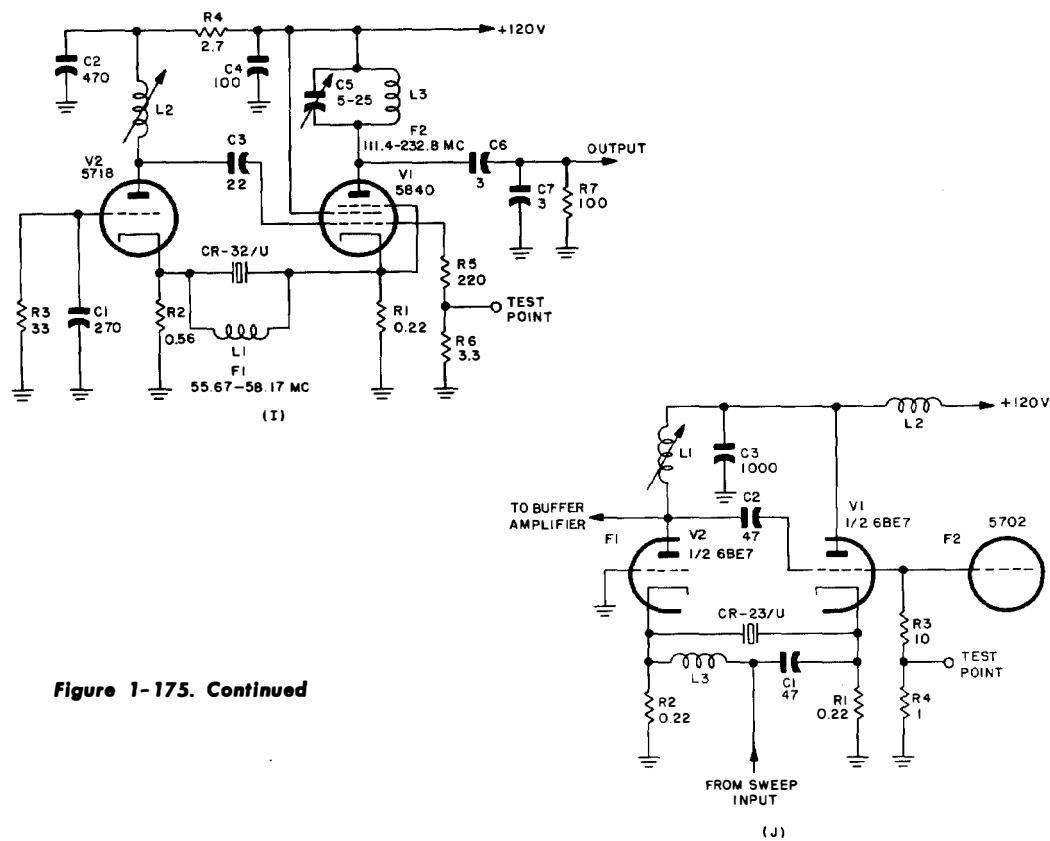 R4
2.7
+120V
C2
470
C4
100
C5
5-25
L3
L2
F2
111.4-232.8 MC
C3
22
C6
3
OUTPUT
V2
5718
V1
5840
C7
3
R7
100
CR-32/U
R5
220
TEST
POINT
R3
33
C1
270
R2
0.56
R1
0.22
R6
3.3
L1
F1
55.67-58.17 MC
(I)
+120V
L2
L1
C3
1000
TO BUFFER
AMPLIFIER
C2
47
V1
1/2 6BE7
5702
F1
V2
1/2 6BE7
F2
CR-23/U
R3
10
L3
C1
47
TEST
POINT
R2
0.22
R1
0.22
R4
1
FROM SWEEP
INPUT
(J)
Figure 1-175. Continued